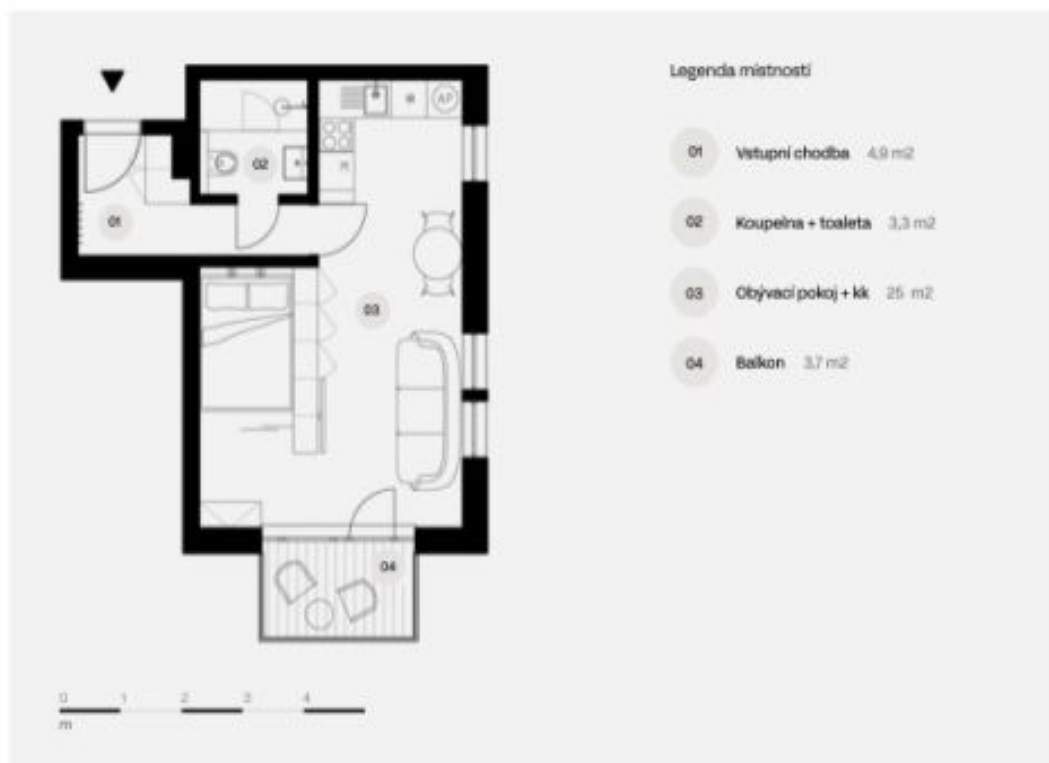 Legenda místností
01 Vstupní chodba 4,9 m2
02 Koupelna + toaleta 3,3 m2
03 Obývací pokoj + kk 25 m2
04 Balkon 3,7 m2
AP
02
01
03
04
0 1 2 3 4
m